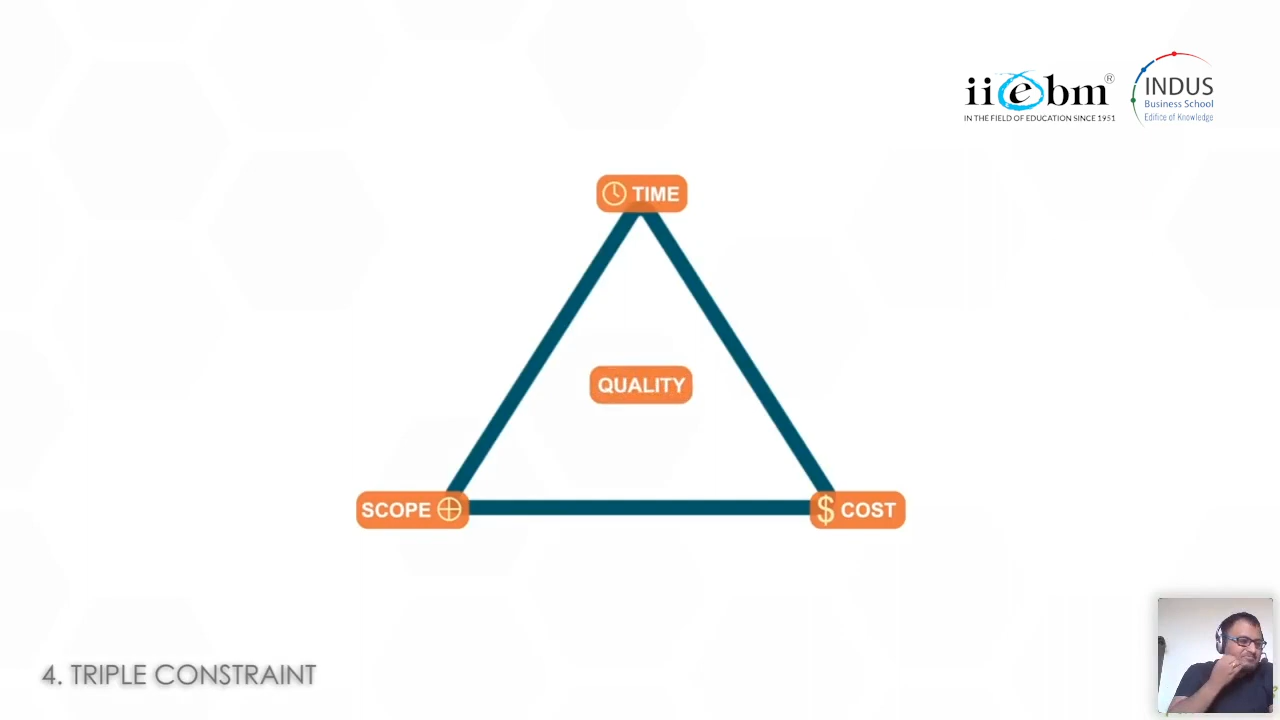 iiebm®
IN THE FIELD OF EDUCATION SINCE 1951
INDUS
Business School
Edifice of Knowledge
TIME
QUALITY
SCOPE
$ COST
4. TRIPLE CONSTRAINT